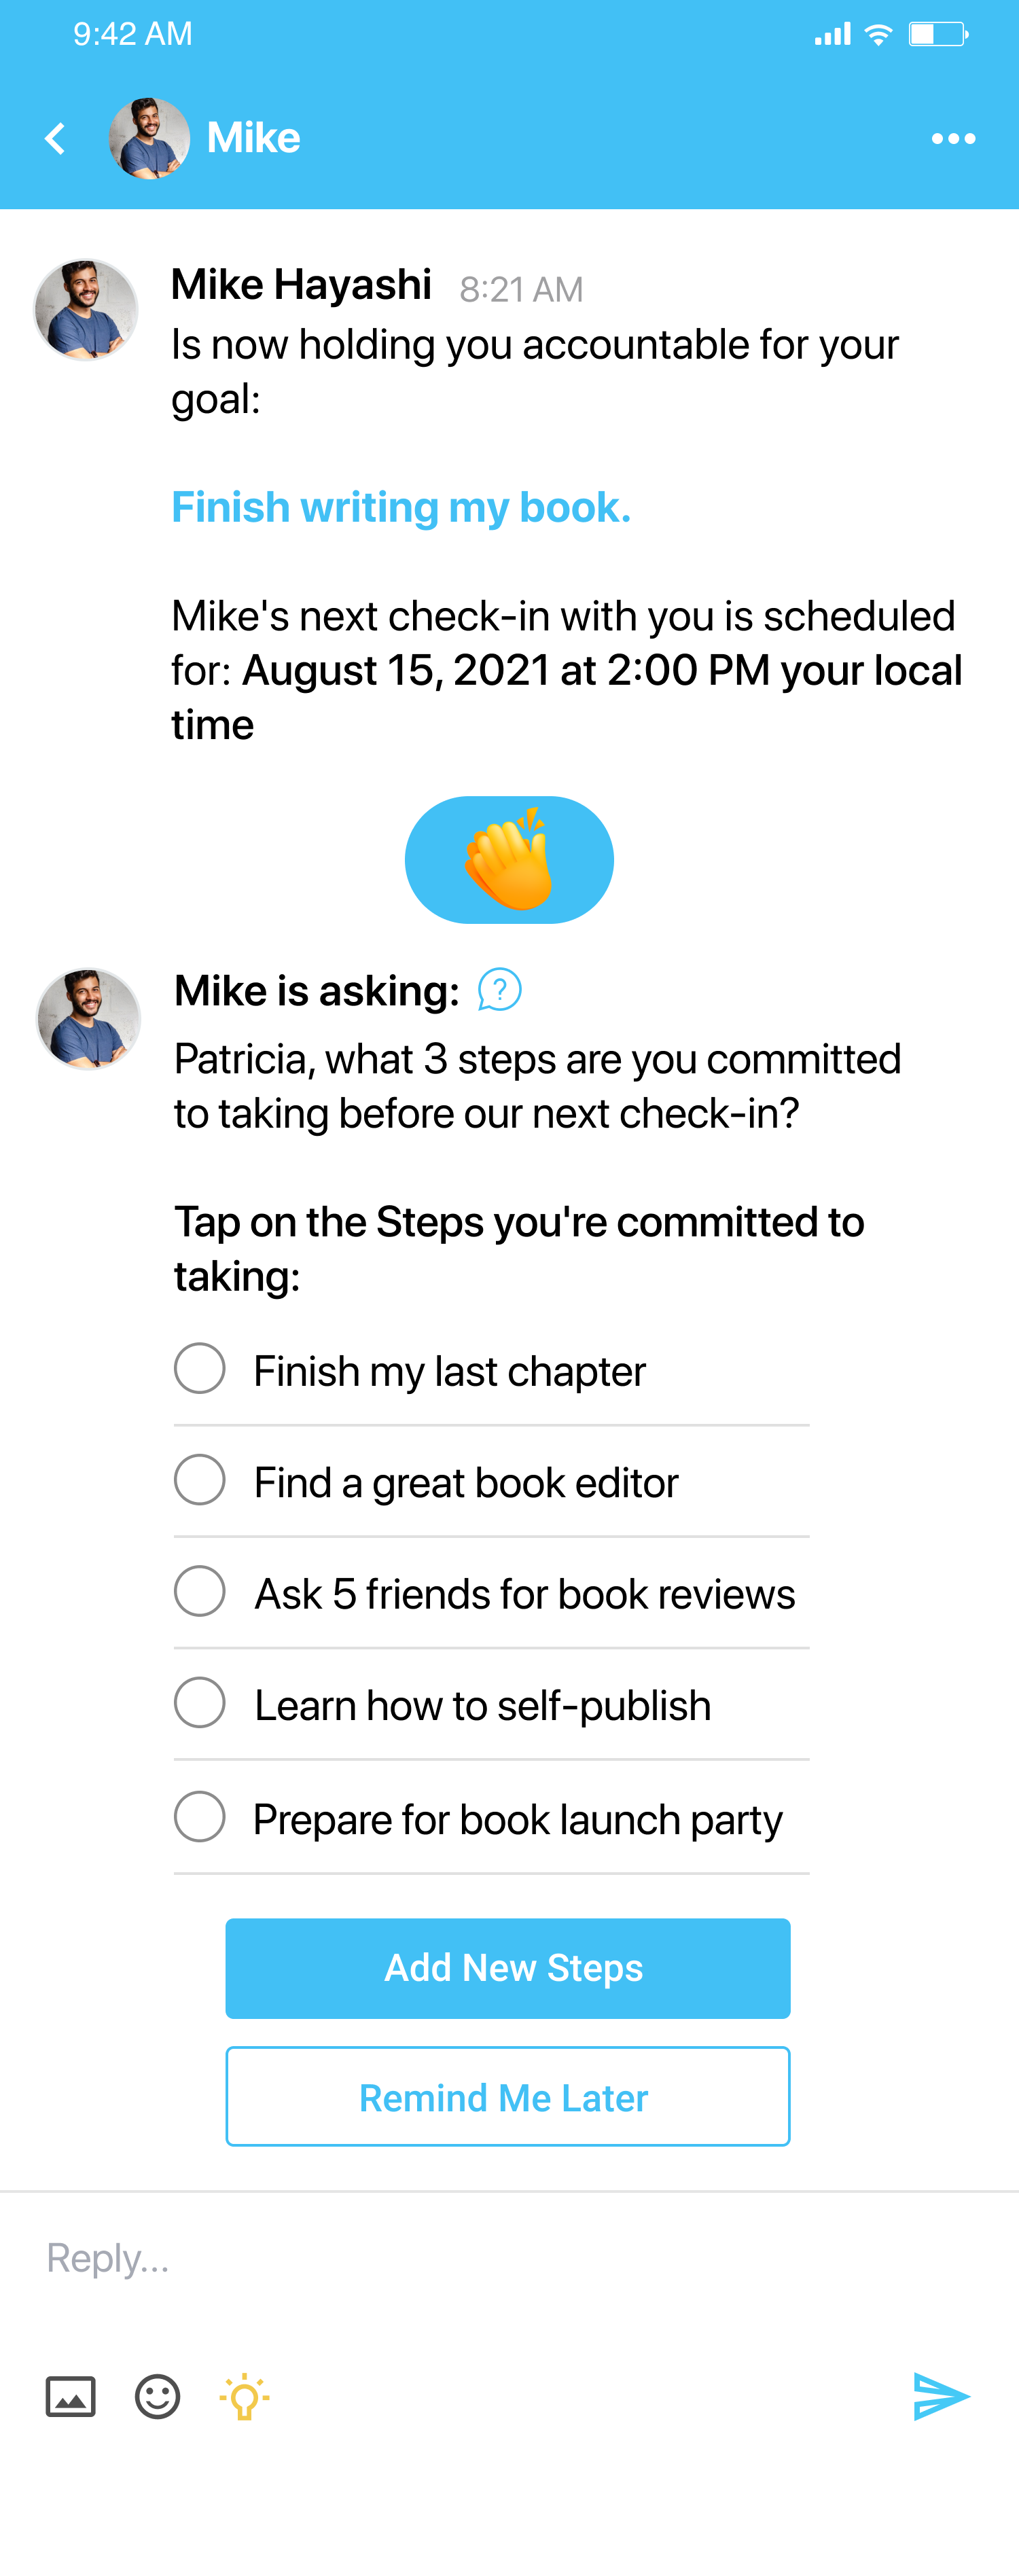 9:42 AM
Mike
Mike Hayashi 8:21 AM
Is now holding you accountable for your
goal:
Finish writing my book.
Mike's next check-in with you is scheduled
for: August 15, 2021 at 2:00 PM your local
time
Mike is asking: ?
Patricia, what 3 steps are you committed
to taking before our next check-in?
Tap on the Steps you're committed to
taking:
Finish my last chapter
Find a great book editor
Ask 5 friends for book reviews
Learn how to self-publish
Prepare for book launch party
Add New Steps
Remind Me Later
Reply...